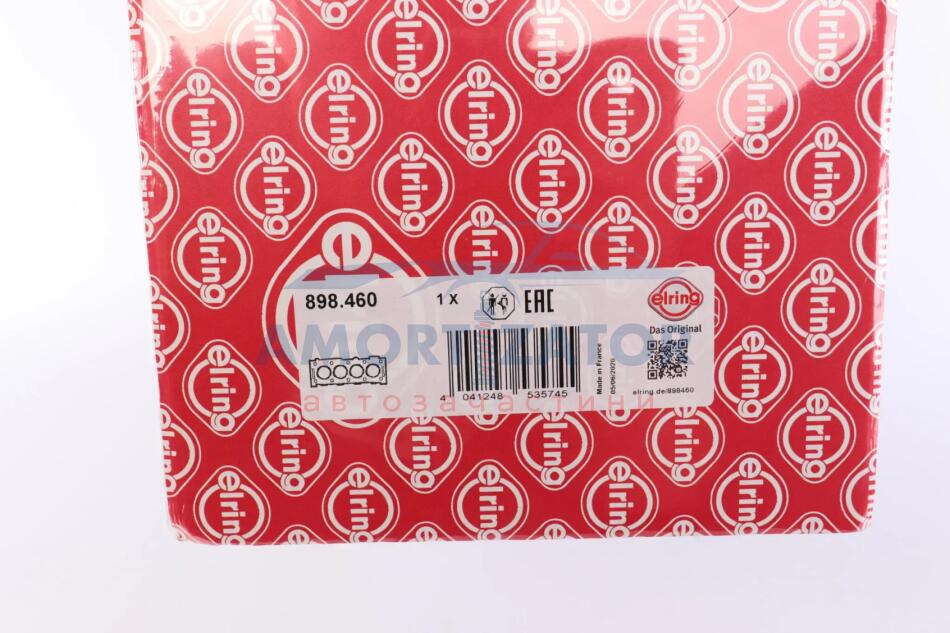 elring
898.460
1 X
EAC
elring
Das Original
AMORTIZATOR
автозапчастини
4 041248 535745
Made in France
05/06/2020
elring.de/898460